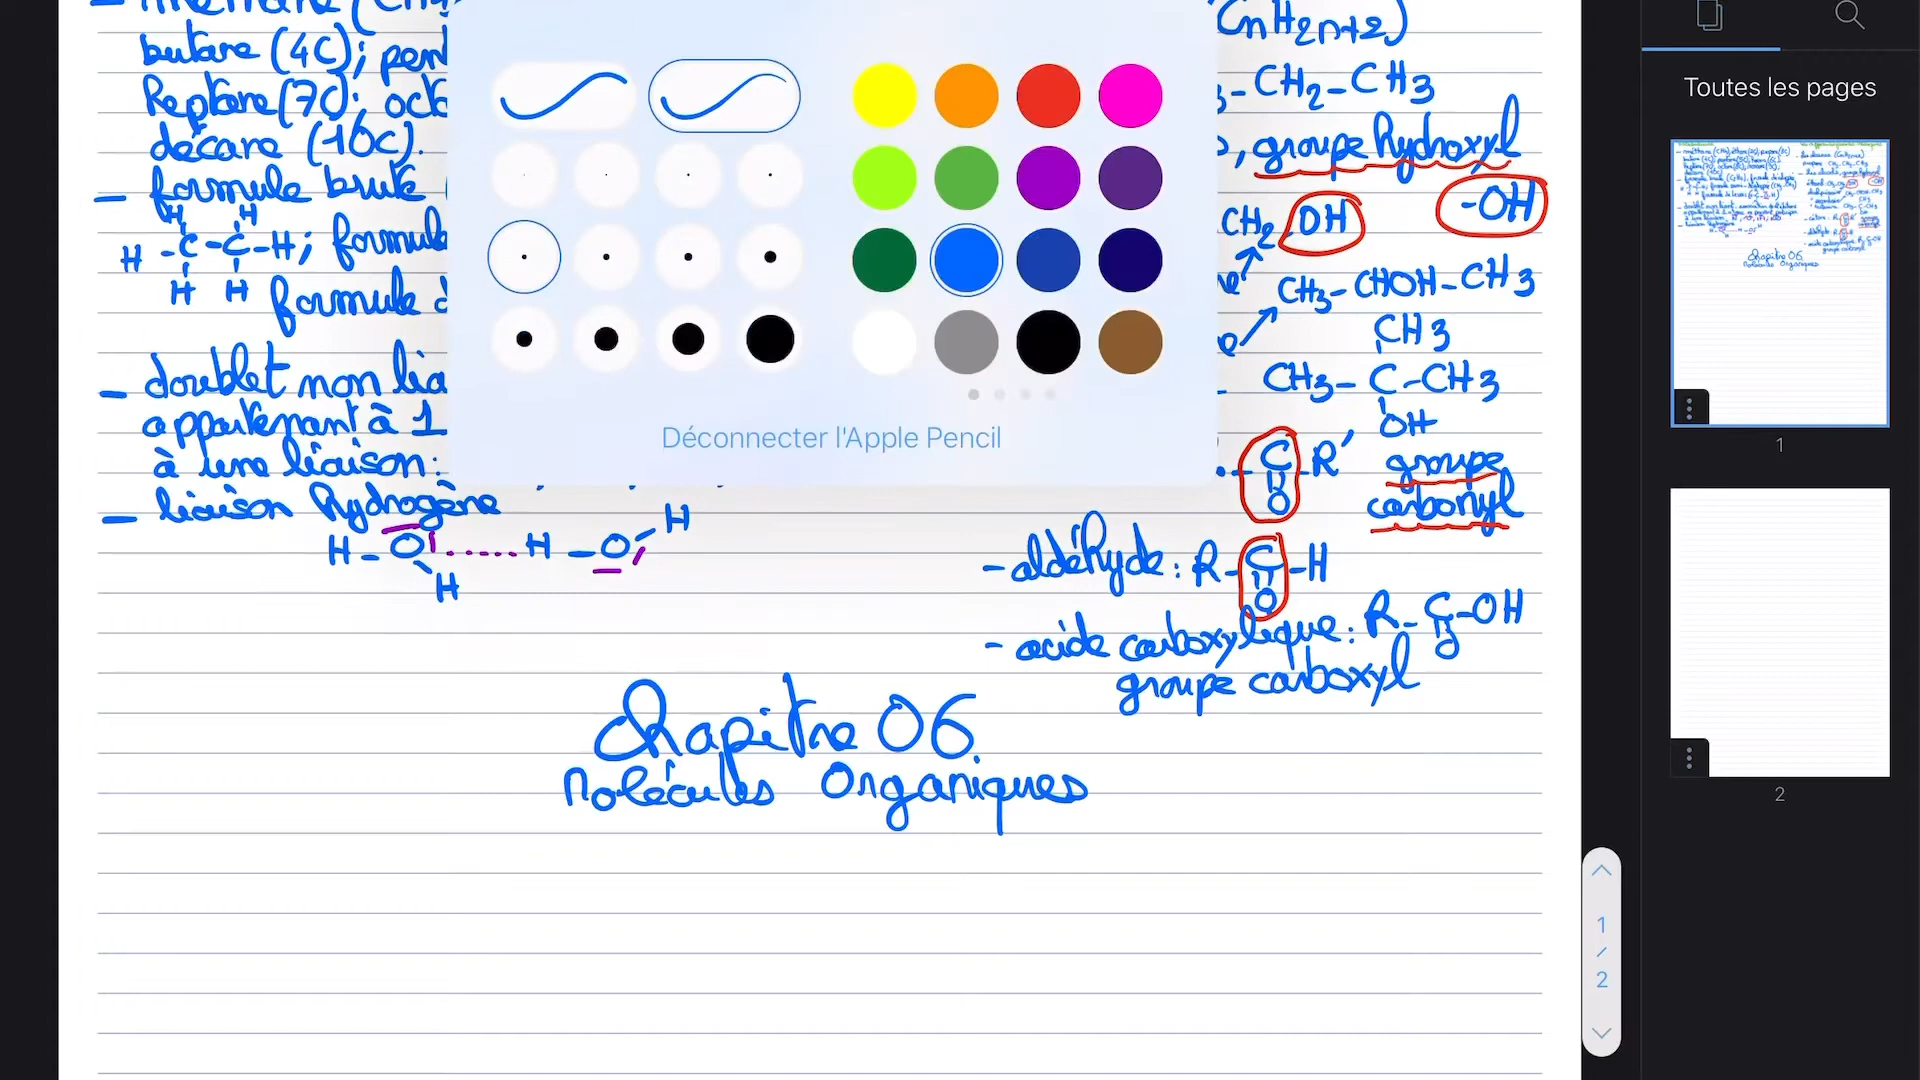 butane (4C); pen
heptane (7C); octa
décane (10C).
- formule brute (
H H
H - C - C - H ; formule
H H formule d
- doublet non lia
appartenant à 1
à une liaison:
- liaison hydrogène
H - O ...... H - O - H
H
CnH2n+2)
-CH2-CH3
, groupe hydroxyl
CH2 OH -OH
CH3-CHOH-CH3
CH3
CH3-C-CH3
OH
C-R' groupe
O carbonyl
- aldéhyde: R-C-H
O
- acide carboxylique: R-C-OH
O
groupe carboxyl
Chapitre 06
Molécules Organiques
Déconnecter l'Apple Pencil
Toutes les pages
1
2
1
/
2